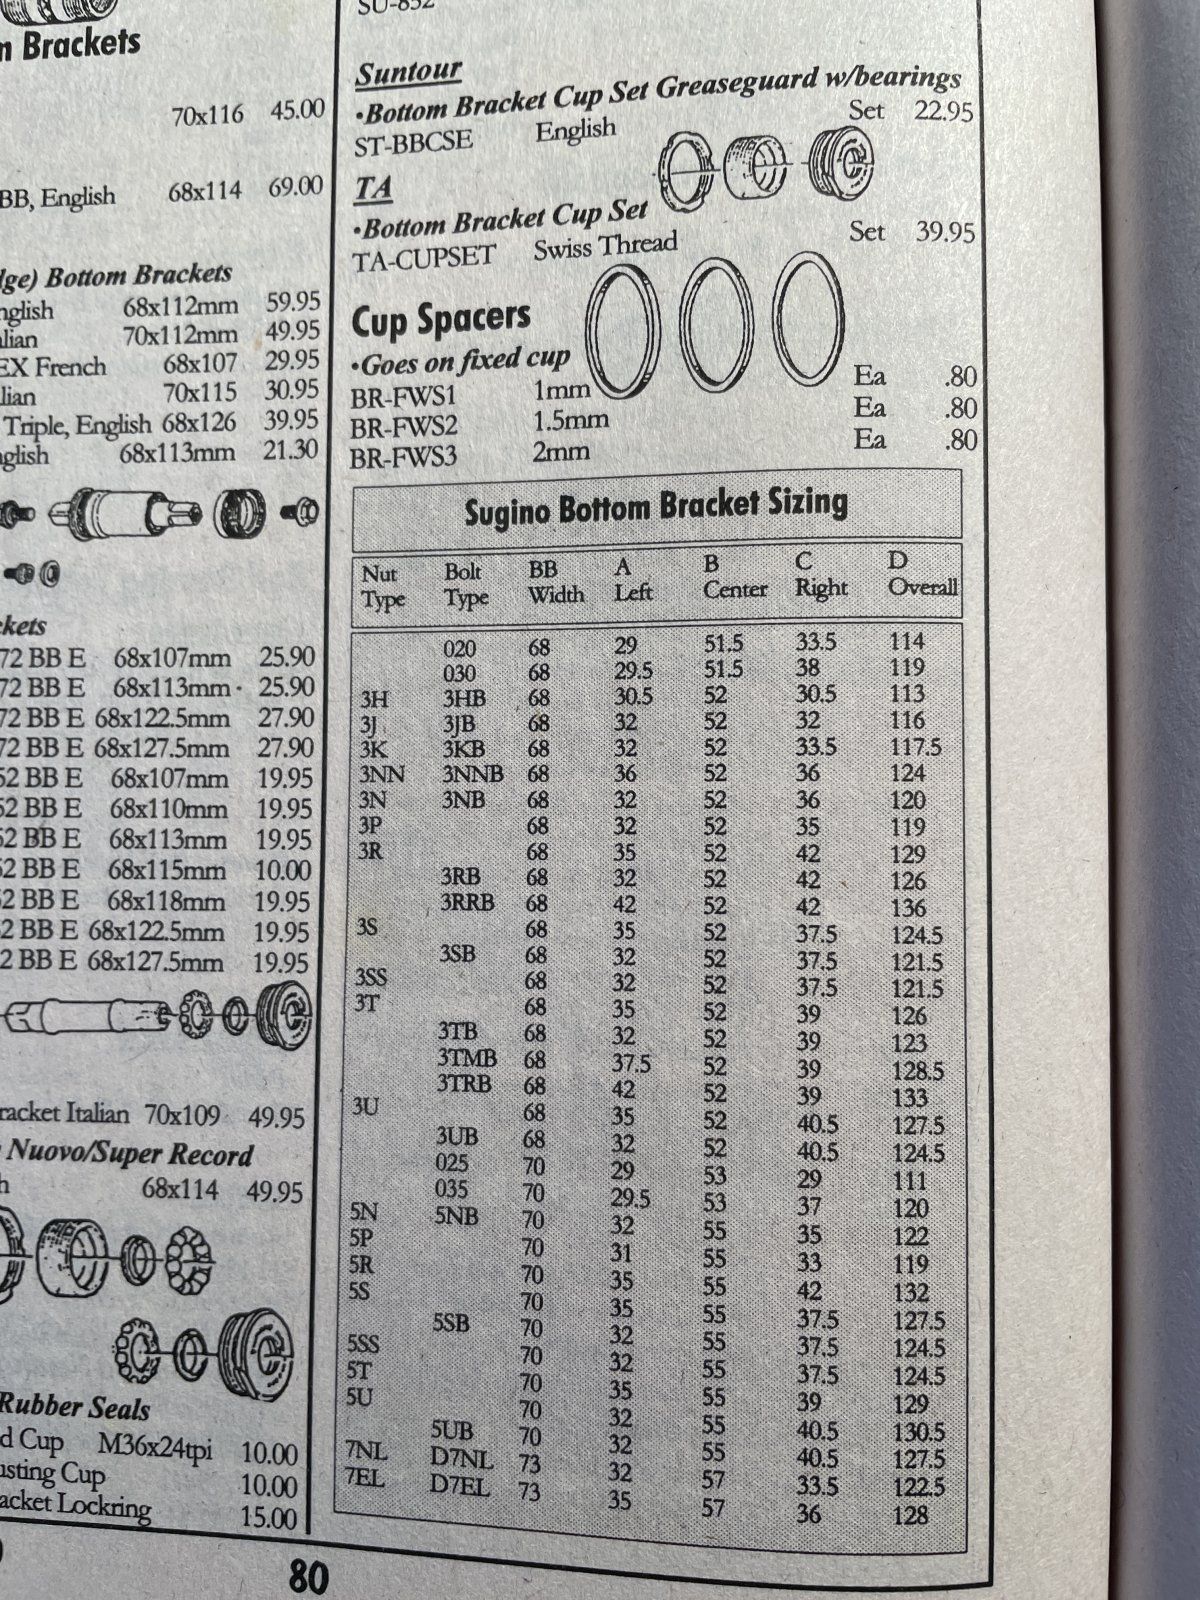 n Brackets
70x116 45.00
BB, English 68x114 69.00
lge) Bottom Brackets
nglish 68x112mm 59.95
alian 70x112mm 49.95
EX French 68x107 29.95
lian 70x115 30.95
Triple, English 68x126 39.95
nglish 68x113mm 21.30
ckets
72 BB E 68x107mm 25.90
72 BB E 68x113mm· 25.90
72 BB E 68x122.5mm 27.90
72 BB E 68x127.5mm 27.90
52 BB E 68x107mm 19.95
52 BB E 68x110mm 19.95
52 BB E 68x113mm 19.95
52 BB E 68x115mm 10.00
52 BB E 68x118mm 19.95
2 BB E 68x122.5mm 19.95
2 BB E 68x127.5mm 19.95
racket Italian 70x109 49.95
Nuovo/Super Record
h 68x114 49.95
Rubber Seals
d Cup M36x24tpi 10.00
usting Cup 10.00
acket Lockring 15.00
SU-852
Suntour
•Bottom Bracket Cup Set Greaseguard w/bearings
ST-BBCSE English Set 22.95
TA
•Bottom Bracket Cup Set
TA-CUPSET Swiss Thread Set 39.95
Cup Spacers
•Goes on fixed cup
BR-FWS1 1mm Ea .80
BR-FWS2 1.5mm Ea .80
BR-FWS3 2mm Ea .80
Sugino Bottom Bracket Sizing
Nut Bolt BB A B C D
Type Type Width Left Center Right Overall
020 68 29 51.5 33.5 114
030 68 29.5 51.5 38 119
3H 3HB 68 30.5 52 30.5 113
3J 3JB 68 32 52 32 116
3K 3KB 68 32 52 33.5 117.5
3NN 3NNB 68 36 52 36 124
3N 3NB 68 32 52 36 120
3P 68 32 52 35 119
3R 68 35 52 42 129
3RB 68 32 52 42 126
3RRB 68 42 52 42 136
3S 68 35 52 37.5 124.5
3SB 68 32 52 37.5 121.5
3SS 68 32 52 37.5 121.5
3T 68 35 52 39 126
3TB 68 32 52 39 123
3TMB 68 37.5 52 39 128.5
3TRB 68 42 52 39 133
3U 68 35 52 40.5 127.5
3UB 68 32 52 40.5 124.5
025 70 29 53 29 111
035 70 29.5 53 37 120
5N 5NB 70 32 55 35 122
5P 70 31 55 33 119
5R 70 35 55 42 132
5S 70 35 55 37.5 127.5
5SB 70 32 55 37.5 124.5
5SS 70 32 55 37.5 124.5
5T 70 35 55 39 129
5U 70 32 55 40.5 130.5
5UB 70 32 55 40.5 127.5
7NL D7NL 73 32 57 33.5 122.5
7EL D7EL 73 35 57 36 128
80